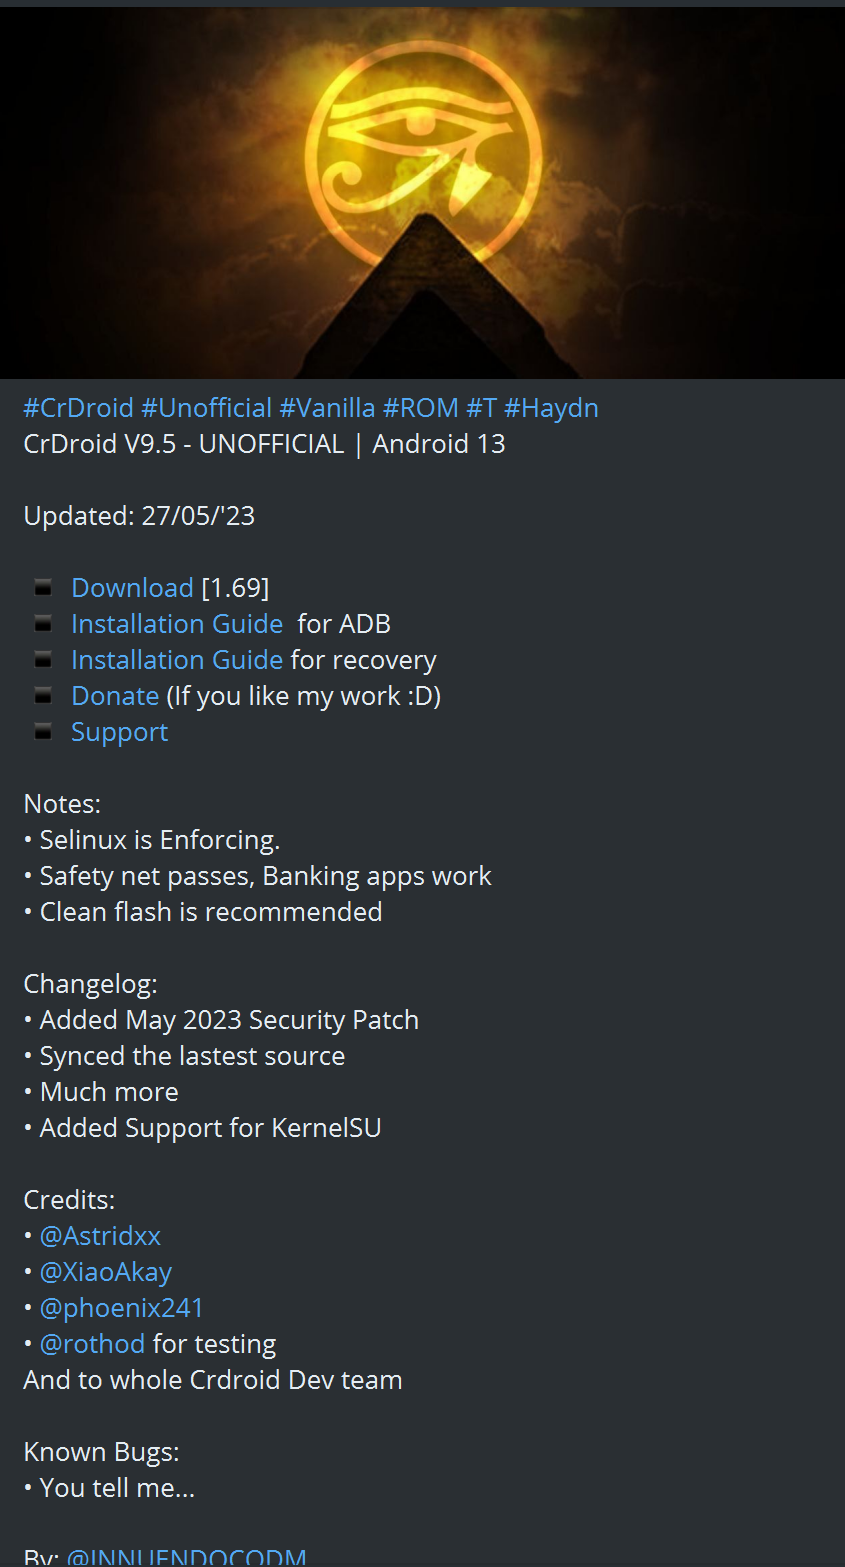 #CrDroid #Unofficial #Vanilla #ROM #T #Haydn
CrDroid V9.5 - UNOFFICIAL | Android 13
Updated: 27/05/'23
Download [1.69]
Installation Guide for ADB
Installation Guide for recovery
Donate (If you like my work :D)
Support
Notes:
• Selinux is Enforcing.
• Safety net passes, Banking apps work
• Clean flash is recommended
Changelog:
• Added May 2023 Security Patch
• Synced the lastest source
• Much more
• Added Support for KernelSU
Credits:
• @Astridxx
• @XiaoAkay
• @phoenix241
• @rothod for testing
And to whole Crdroid Dev team
Known Bugs:
• You tell me...
By: @INNUENDOCODM